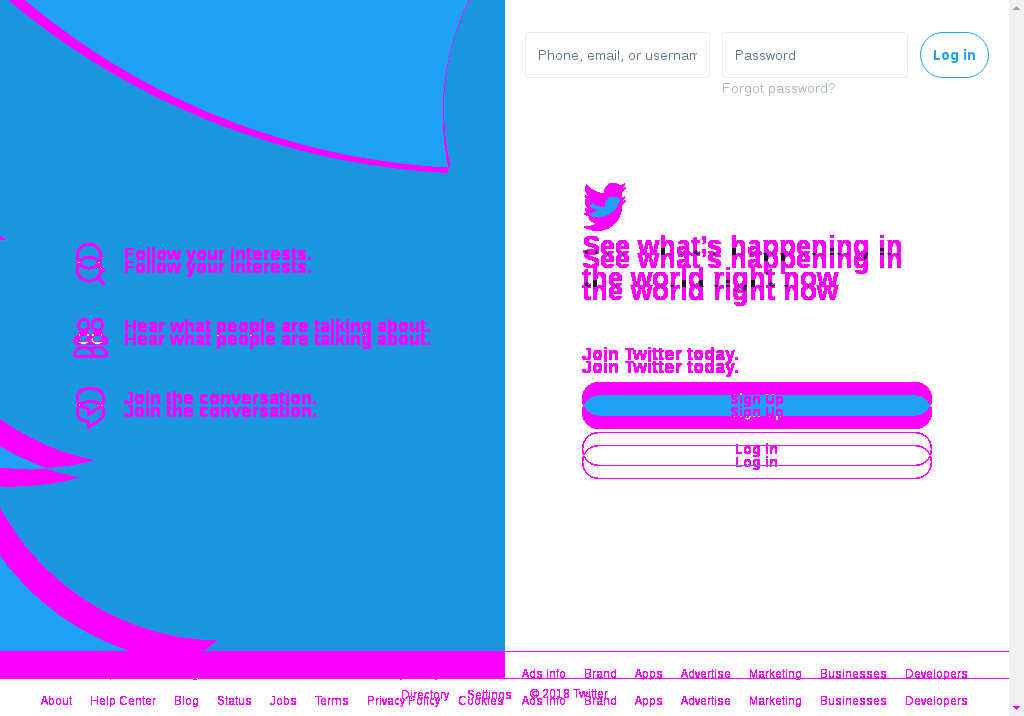 Phone, email, or usernam
Password
Log in
Forgot password?
Follow your interests.
Follow your interests.
Hear what people are talking about.
Hear what people are talking about.
Join the conversation.
Join the conversation.
See what's happening in
See what's happening in
the world right now
the world right now
Join Twitter today.
Join Twitter today.
Sign Up
Sign Up
Log in
Log in
Ads info Brand Apps Advertise Marketing Businesses Developers
Directory Settings © 2018 Twitter
About Help Center Blog Status Jobs Terms Privacy Policy Cookies Ads info Brand Apps Advertise Marketing Businesses Developers